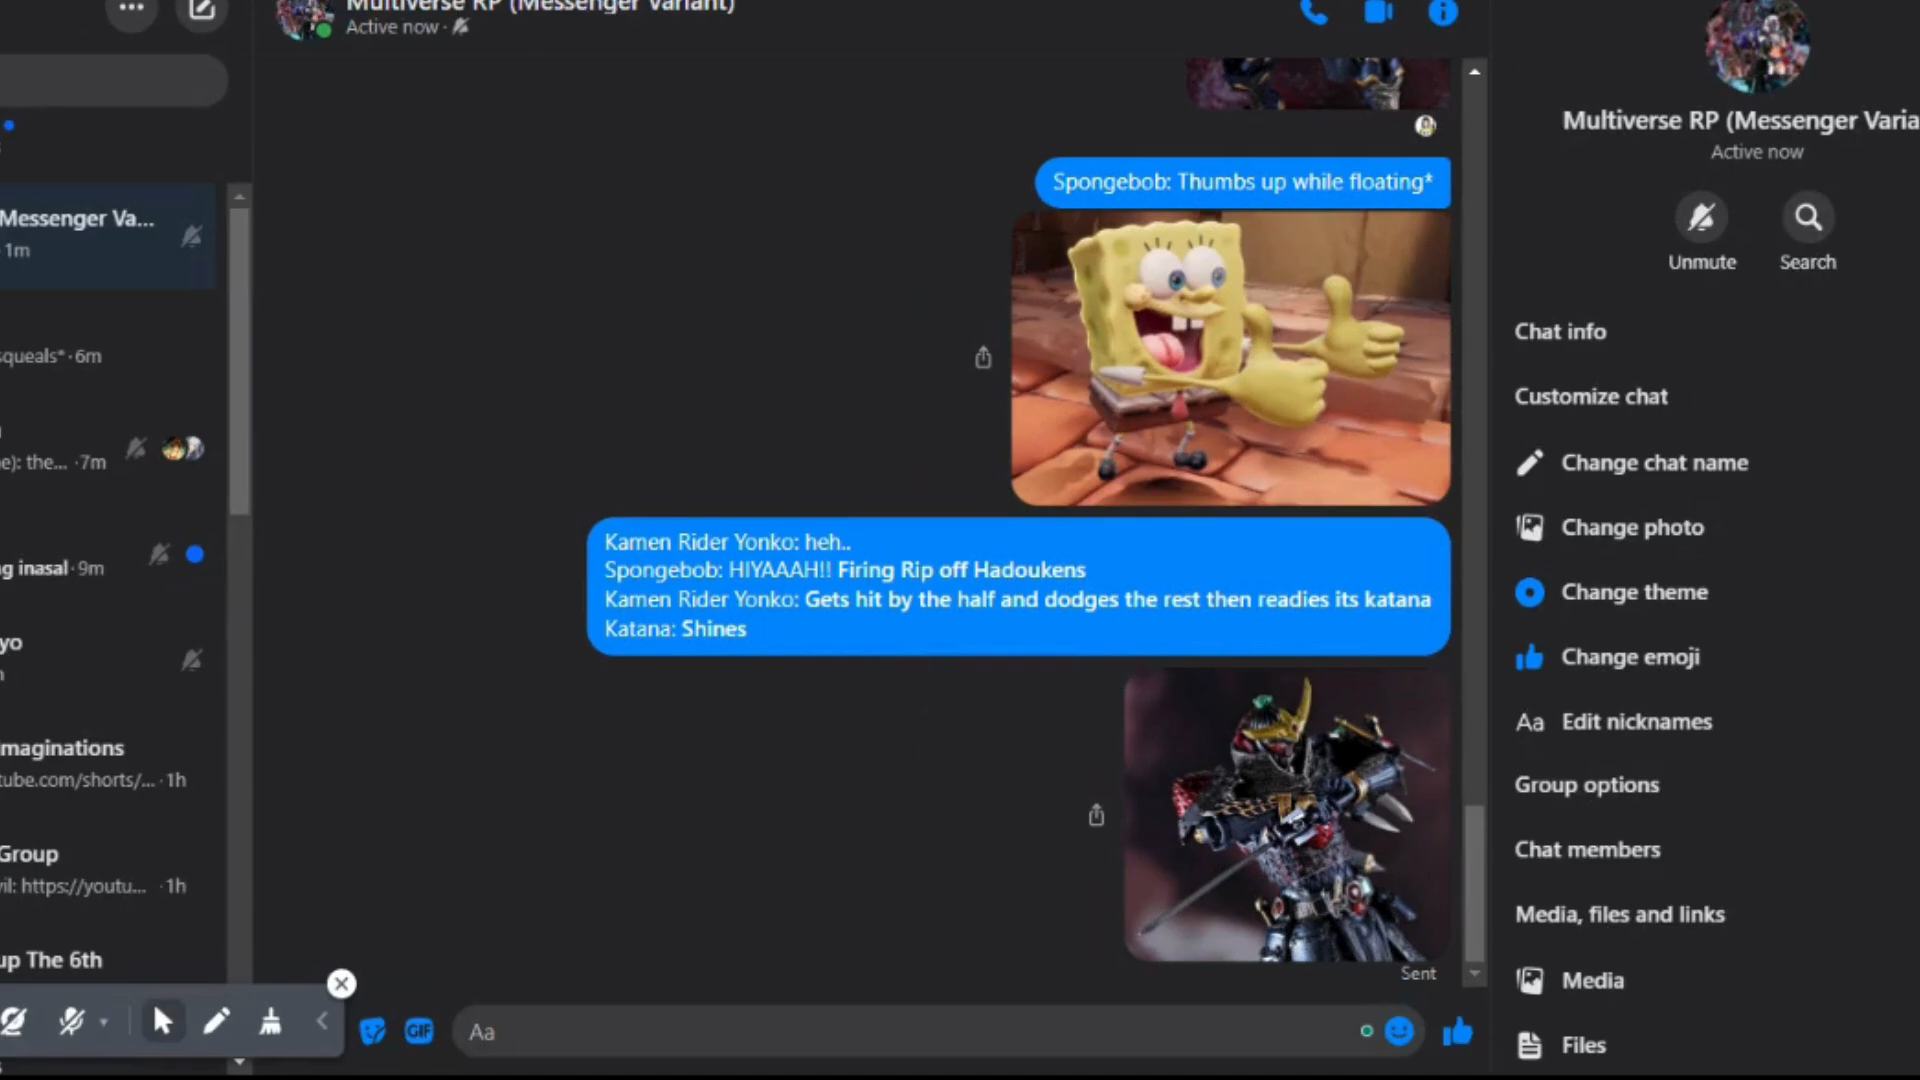 Multiverse RP (Messenger Variant)
Active now ·
Messenger Va...
· 1m
squeals* · 6m
e): the... · 7m
g inasal · 9m
yo
maginations
tube.com/shorts/... · 1h
Group
vil: https://youtu... · 1h
up The 6th
Spongebob: Thumbs up while floating*
Kamen Rider Yonko: heh..
Spongebob: HIYAAAH!! Firing Rip off Hadoukens
Kamen Rider Yonko: Gets hit by the half and dodges the rest then readies its katana
Katana: Shines
Sent
GIF
Aa
Multiverse RP (Messenger Varia
Active now
Unmute
Search
Chat info
Customize chat
Change chat name
Change photo
Change theme
Change emoji
Aa Edit nicknames
Group options
Chat members
Media, files and links
Media
Files